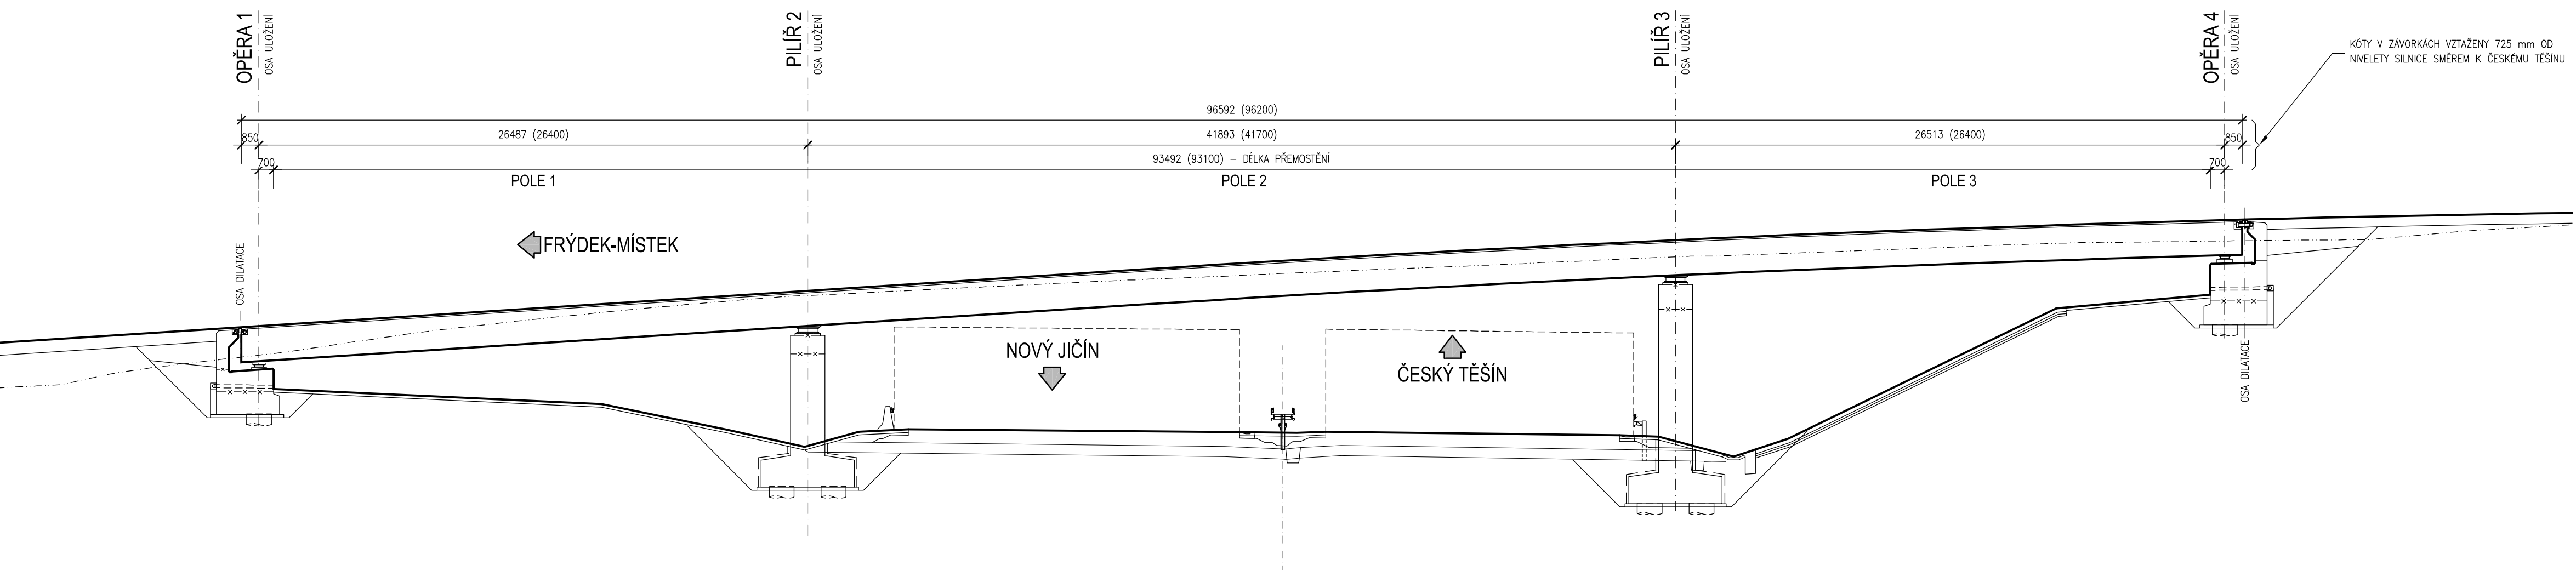 OPĚRA 1
OSA ULOŽENÍ
PILÍŘ 2
OSA ULOŽENÍ
PILÍŘ 3
OSA ULOŽENÍ
OPĚRA 4
OSA ULOŽENÍ
KÓTY V ZÁVORKÁCH VZTAŽENY 725 mm OD
NIVELETY SILNICE SMĚREM K ČESKÉMU TĚŠÍNU
96592 (96200)
850
26487 (26400)
41893 (41700)
26513 (26400)
850
700
93492 (93100) – DÉLKA PŘEMOSTĚNÍ
700
POLE 1
POLE 2
POLE 3
FRÝDEK-MÍSTEK
OSA DILATACE
NOVÝ JIČÍN
ČESKÝ TĚŠÍN
OSA DILATACE